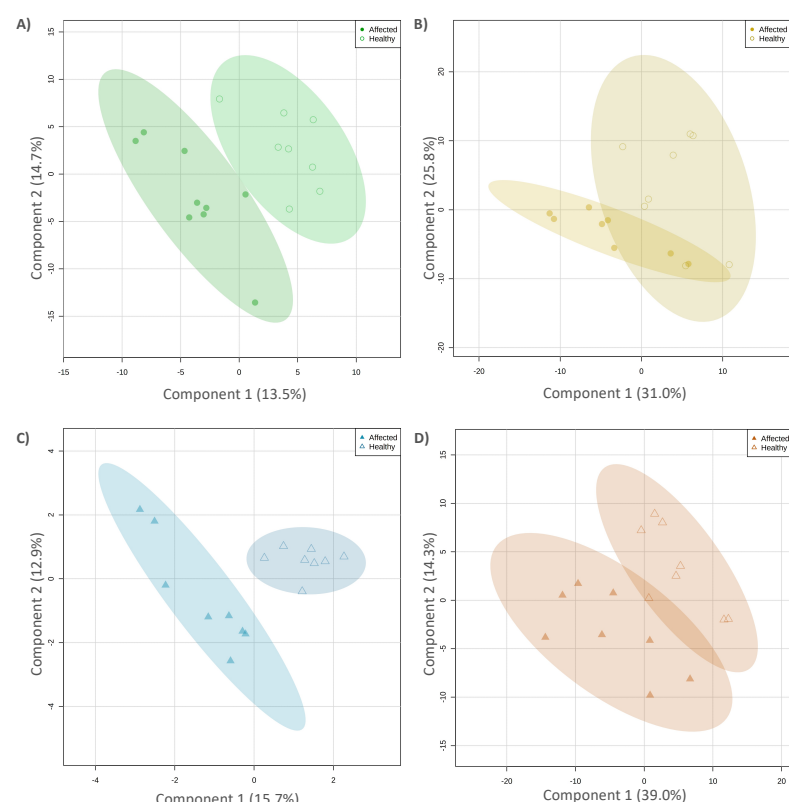 A)
Affected
Healthy
15
10
5
0
-5
-10
-15
Component 2 (14.7%)
-15 -10 -5 0 5 10
Component 1 (13.5%)
B)
Affected
Healthy
20
10
0
-10
-20
Component 2 (25.8%)
-20 -10 0 10
Component 1 (31.0%)
C)
Affected
Healthy
4
2
0
-2
-4
Component 2 (12.9%)
-4 -2 0 2
Component 1 (15.7%)
D)
Affected
Healthy
15
10
5
0
-5
-10
-15
Component 2 (14.3%)
-20 -10 0 10 20
Component 1 (39.0%)